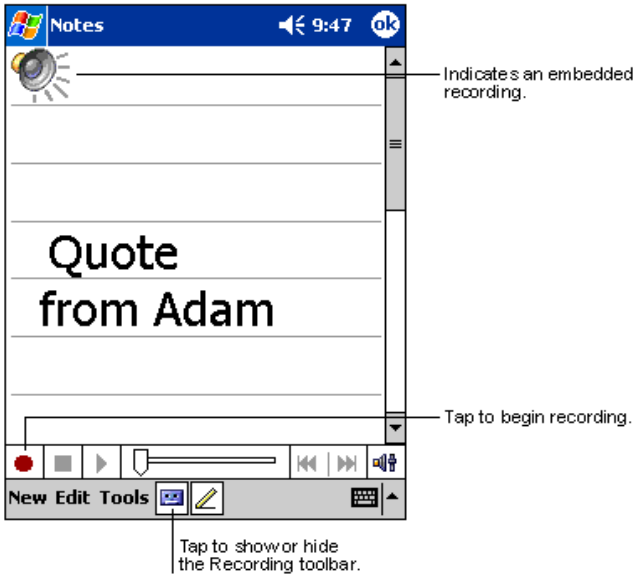 Notes 9:47 ok
Indicates an embedded
recording.
Quote
from Adam
Tap to begin recording.
New Edit Tools
Tap to show or hide
the Recording toolbar.